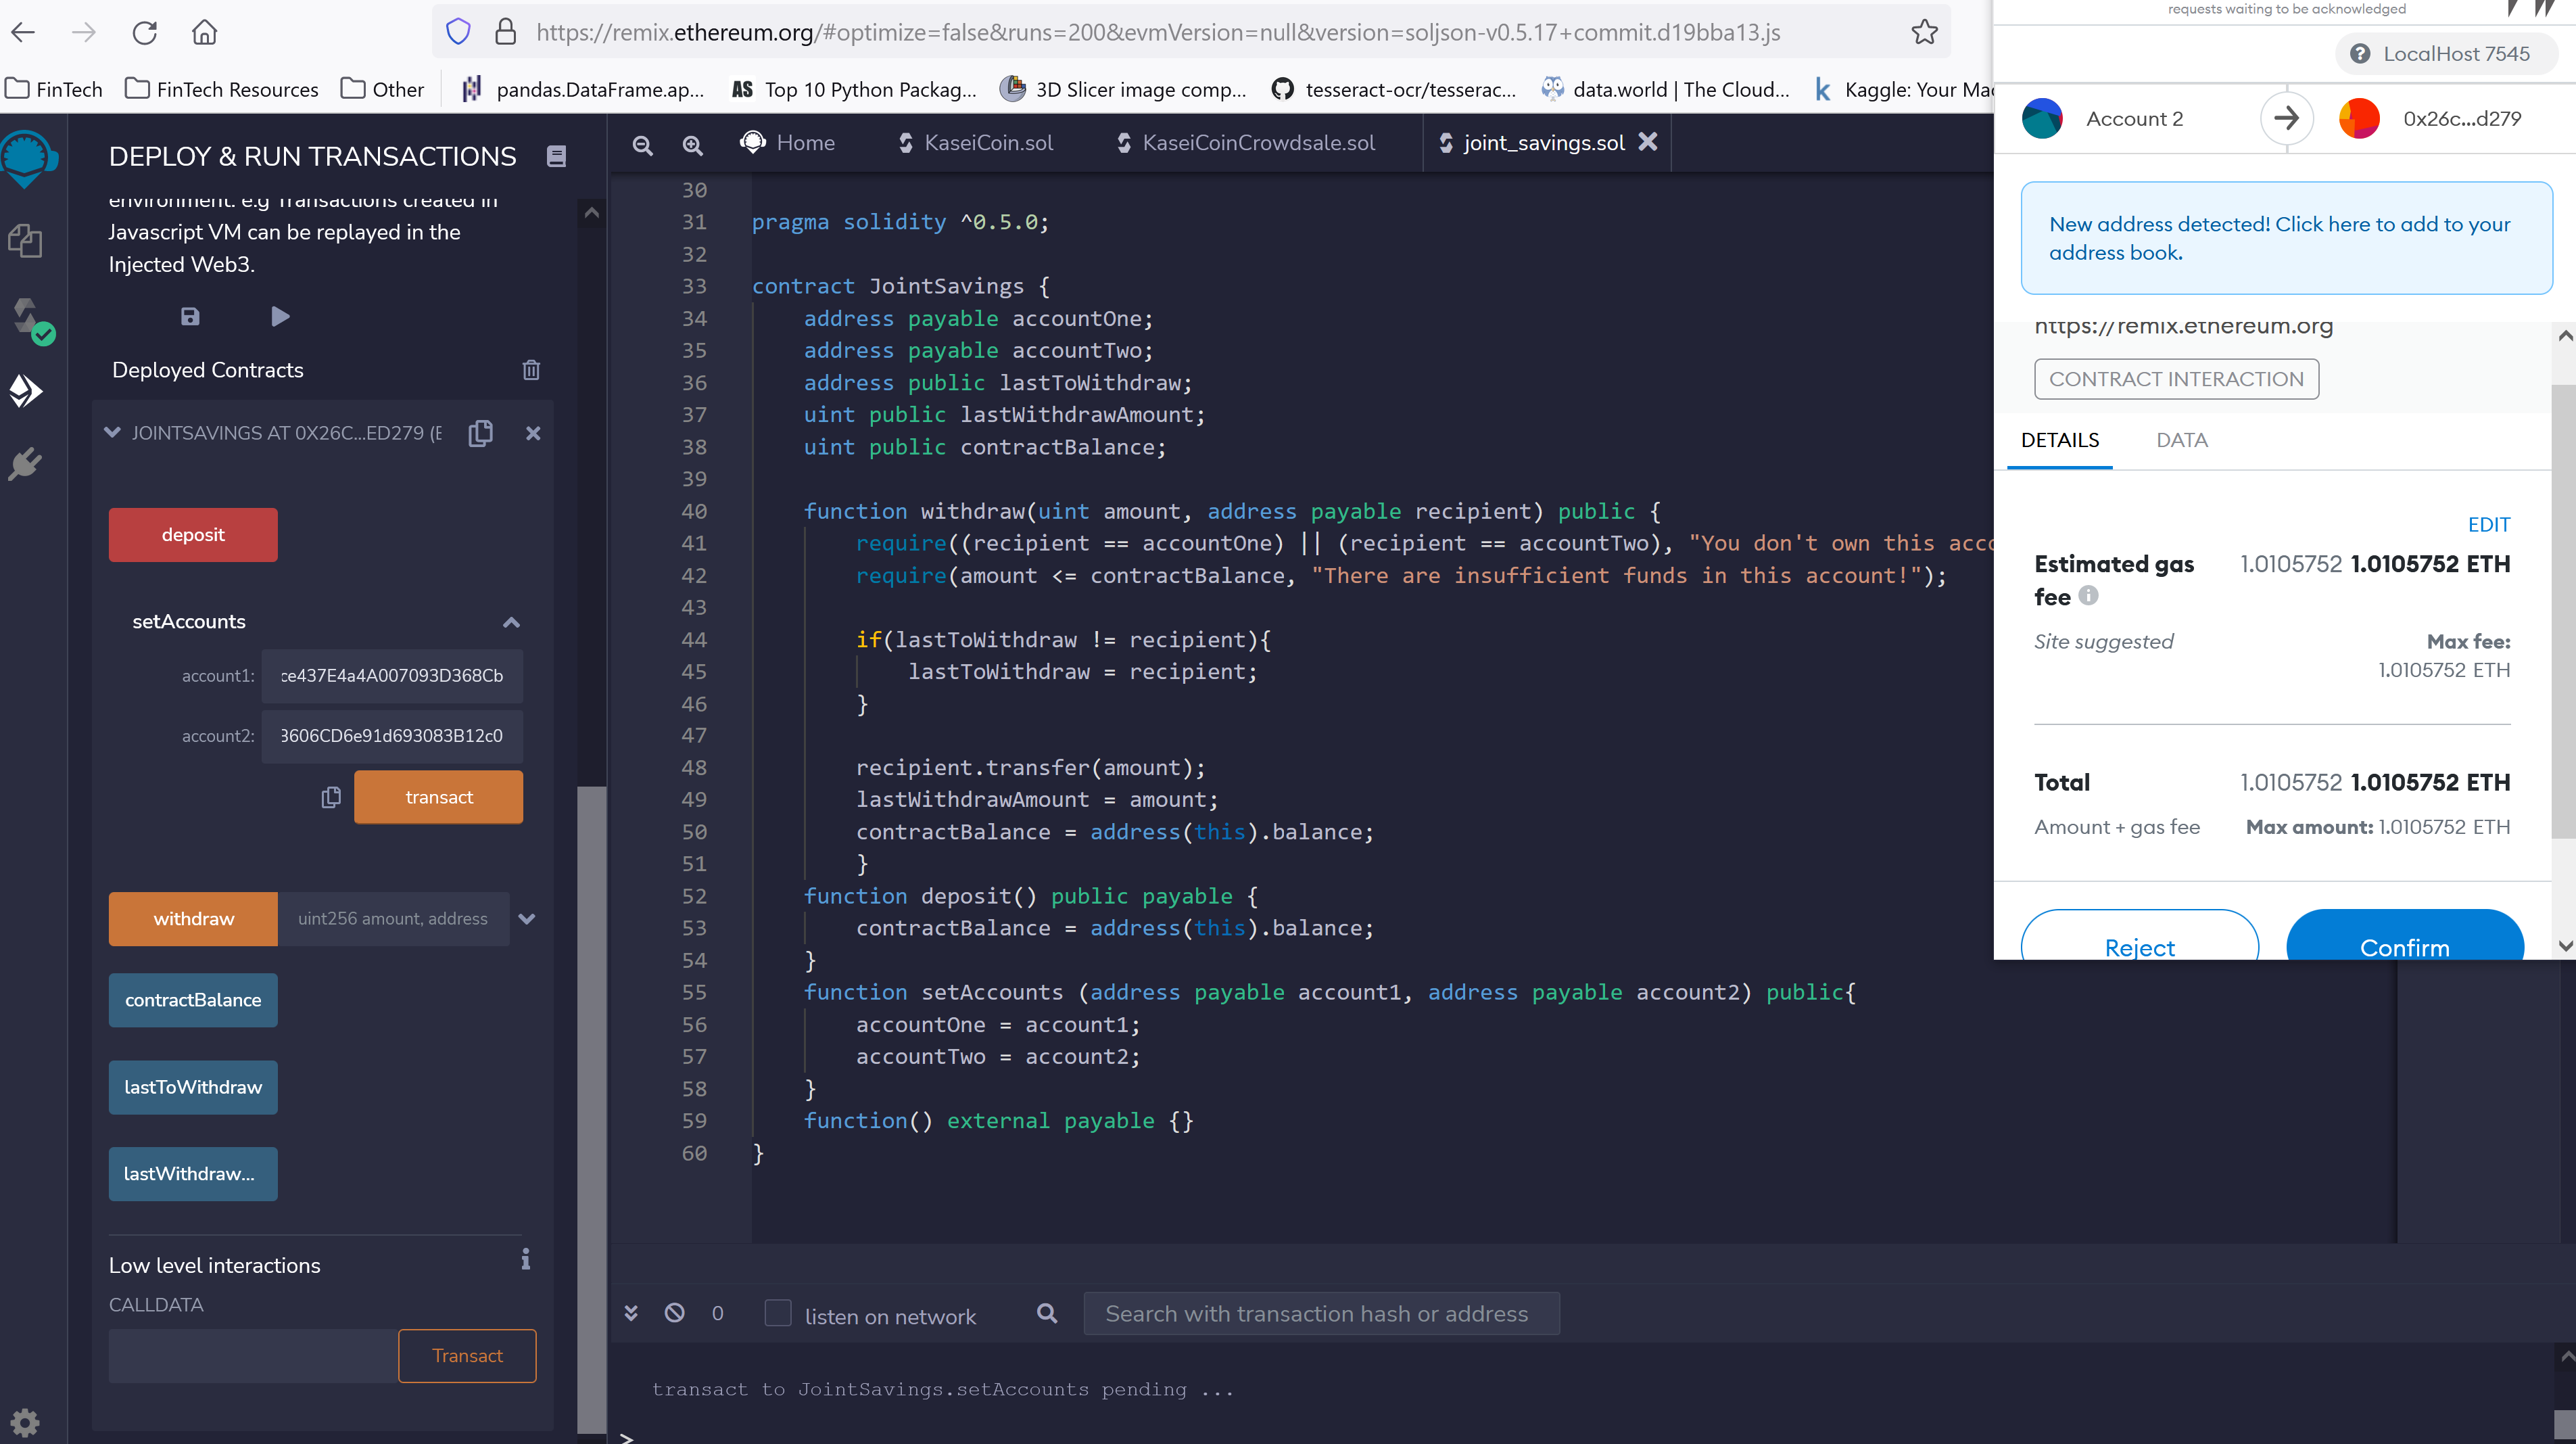 https://remix.ethereum.org/#optimize=false&runs=200&evmVersion=null&version=soljson-v0.5.17+commit.d19bba13.js
FinTech
FinTech Resources
Other
pandas.DataFrame.ap...
AS Top 10 Python Packag...
3D Slicer image comp...
tesseract-ocr/tesserac...
data.world | The Cloud...
k Kaggle: Your Mac
DEPLOY & RUN TRANSACTIONS
environment. e.g Transactions created in
Javascript VM can be replayed in the
Injected Web3.
Deployed Contracts
JOINTSAVINGS AT 0X26C...ED279 (E
deposit
setAccounts
account1: ce437E4a4A007093D368Cb
account2: 3606CD6e91d693083B12c0
transact
withdraw uint256 amount, address
contractBalance
lastToWithdraw
lastWithdraw...
Low level interactions
i
CALLDATA
Transact
Home
KaseiCoin.sol
KaseiCoinCrowdsale.sol
joint_savings.sol
30
31 pragma solidity ^0.5.0;
32
33 contract JointSavings {
34 address payable accountOne;
35 address payable accountTwo;
36 address public lastToWithdraw;
37 uint public lastWithdrawAmount;
38 uint public contractBalance;
39
40 function withdraw(uint amount, address payable recipient) public {
41 require((recipient == accountOne) || (recipient == accountTwo), "You don't own this acco
42 require(amount <= contractBalance, "There are insufficient funds in this account!");
43
44 if(lastToWithdraw != recipient){
45 lastToWithdraw = recipient;
46 }
47
48 recipient.transfer(amount);
49 lastWithdrawAmount = amount;
50 contractBalance = address(this).balance;
51 }
52 function deposit() public payable {
53 contractBalance = address(this).balance;
54 }
55 function setAccounts (address payable account1, address payable account2) public{
56 accountOne = account1;
57 accountTwo = account2;
58 }
59 function() external payable {}
60 }
0
listen on network
Search with transaction hash or address
transact to JointSavings.setAccounts pending ...
>
requests waiting to be acknowledged
LocalHost 7545
Account 2
0x26c...d279
New address detected! Click here to add to your
address book.
https://remix.ethereum.org
CONTRACT INTERACTION
DETAILS
DATA
EDIT
Estimated gas 1.0105752 1.0105752 ETH
fee
Site suggested Max fee:
1.0105752 ETH
Total 1.0105752 1.0105752 ETH
Amount + gas fee Max amount: 1.0105752 ETH
Reject
Confirm